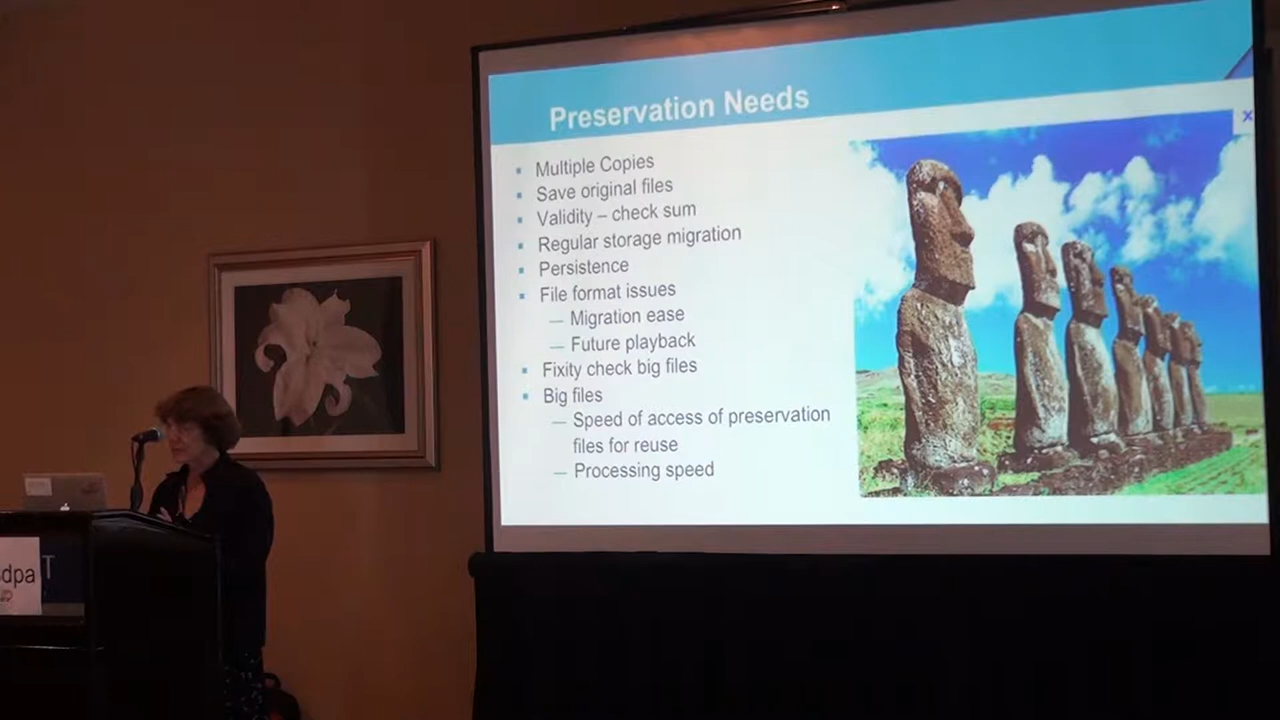 Preservation Needs
Multiple Copies
Save original files
Validity – check sum
Regular storage migration
Persistence
File format issues
— Migration ease
— Future playback
Fixity check big files
Big files
— Speed of access of preservation
files for reuse
— Processing speed
dpa
T